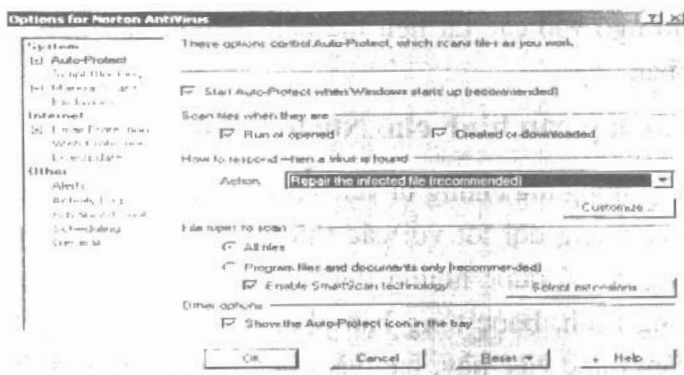 Options for Norton AntiVirus
System
Auto-Protect
Internet
Other
Alerts
Activity Log
Scheduling
General
These options control Auto-Protect, which scans files as you work.
Start Auto-Protect when Windows starts up (recommended)
Scan files when they are
Run or opened
Created or downloaded
How to respond when a virus is found
Action:
Repair the infected file (recommended)
Customize...
File types to scan
All files
Program files and documents only (recommended)
Enable SmartScan technology
Select extensions
Other options
Show the Auto-Protect icon in the tray
OK
Cancel
Reset
Help